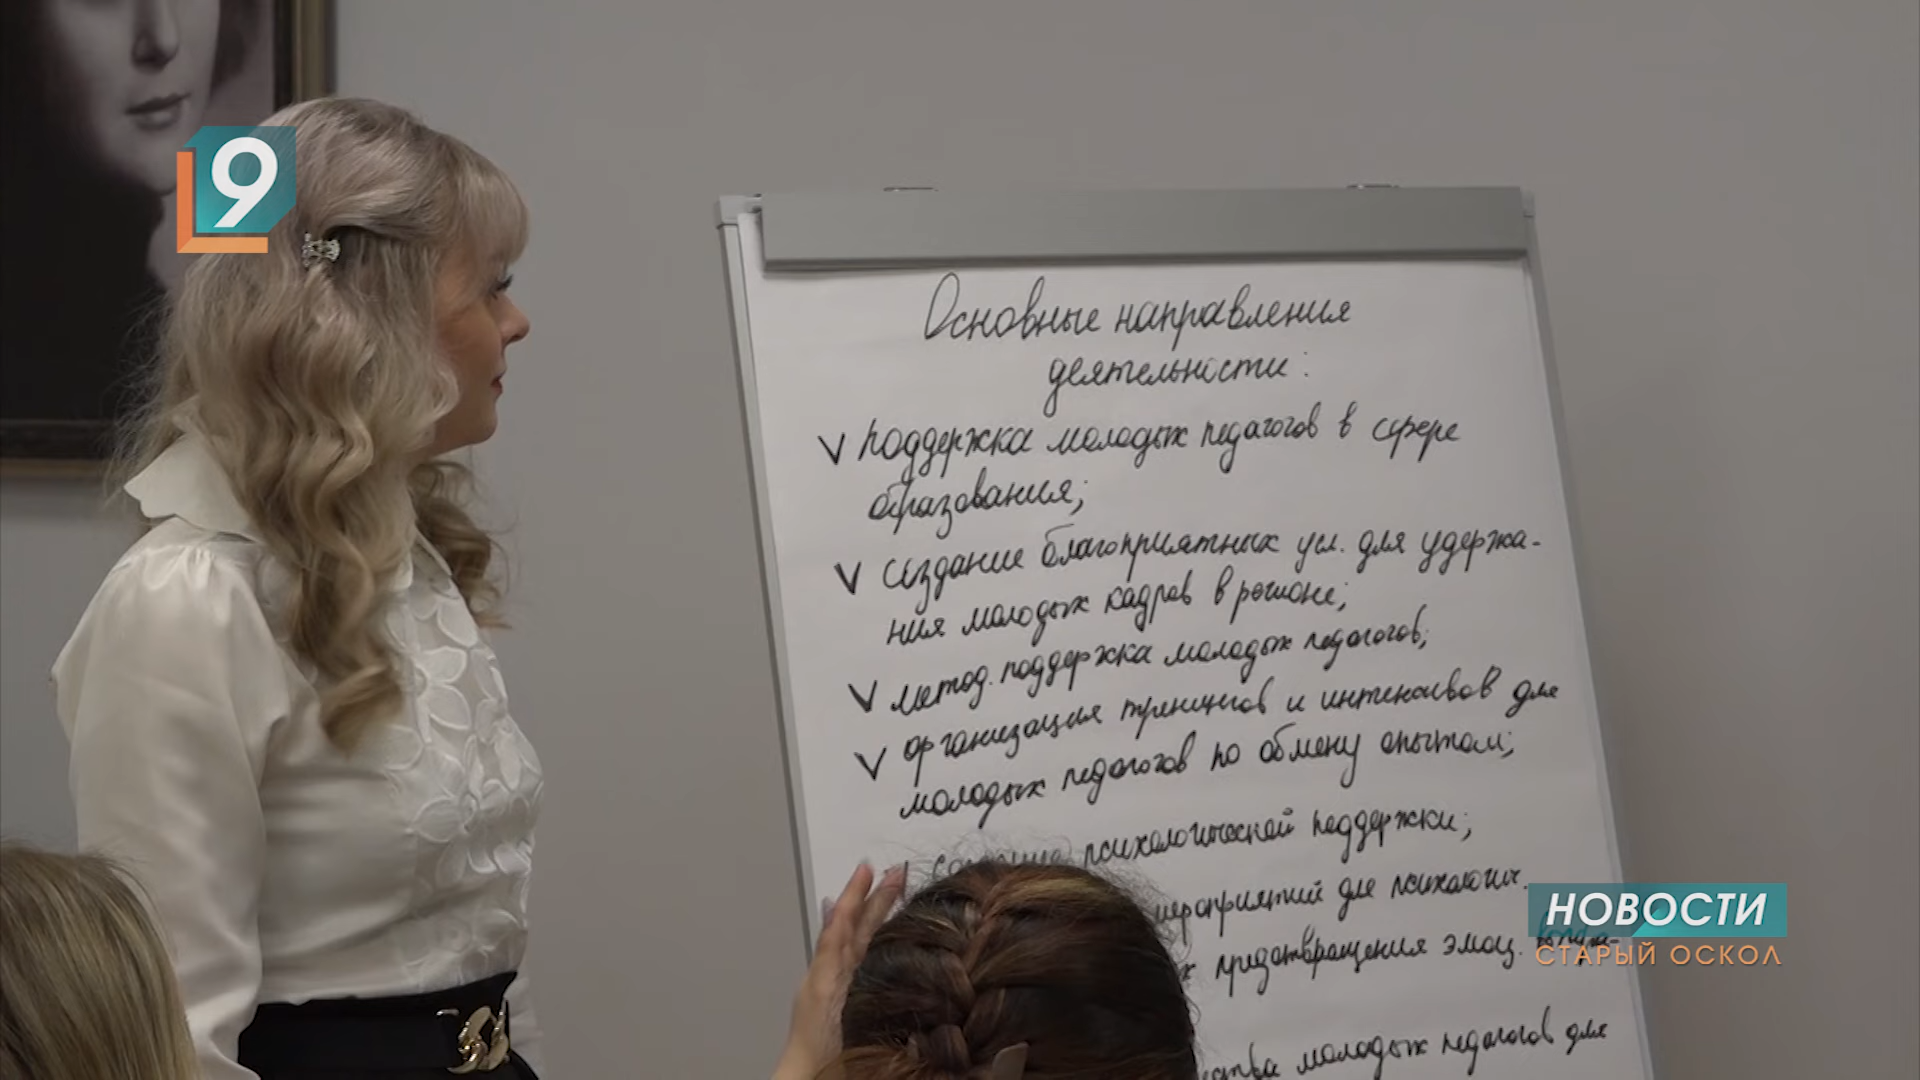 9
Основные направления
деятельности:
V поддержка молодых педагогов в сфере
образования;
V создание благоприятных усл. для удержа-
ния молодых кадров в регионе;
V метод. поддержка молодых педагогов;
V организация тренингов и интенсивов для
молодых педагогов по обмену опытом;
психологической поддержки;
мероприятий для психологич.
предотвращения эмоц.
молодых педагогов для
НОВОСТИ
СТАРЫЙ ОСКОЛ